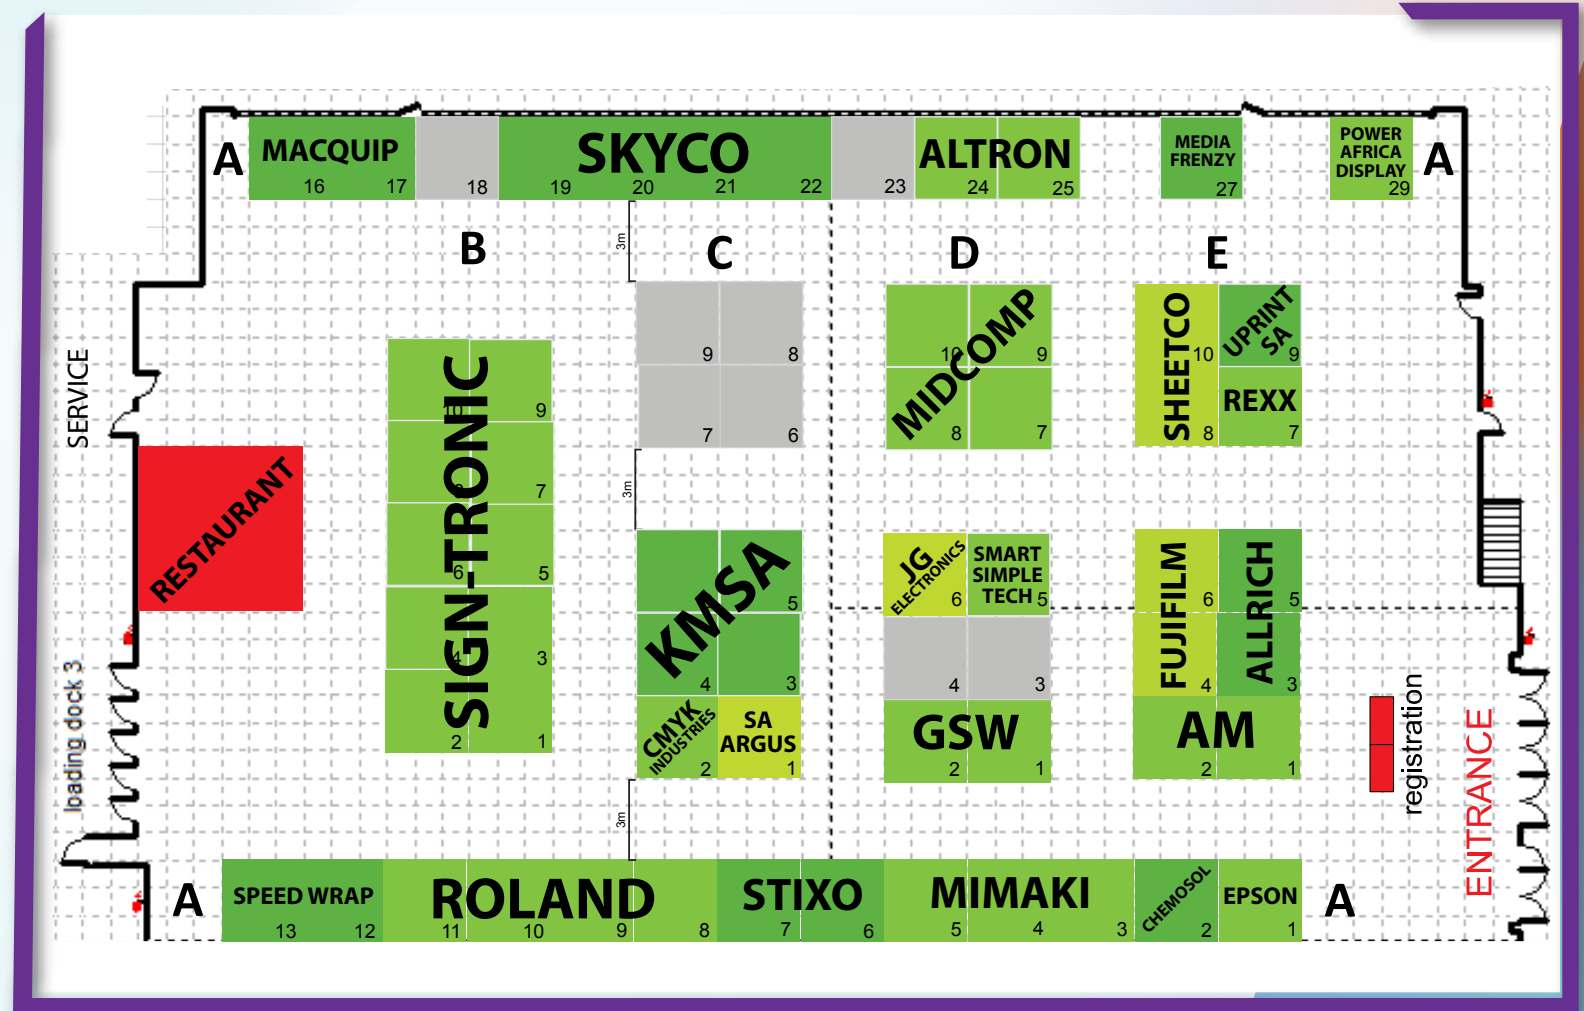 A
MACQUIP
16 17
18
SKYCO
19 20 21 22
23
ALTRON
24 25
MEDIA
FRENZY
27
POWER
AFRICA
DISPLAY
29
A
B
3m
C
D
E
9 8
7 6
MIDCOMP
10 9
8 7
SHEETCO
10
8
UPRINT
SA
9
REXX
7
SERVICE
RESTAURANT
SIGN-TRONIC
10 9
7
6 5
4 3
2 1
3m
KMSA
5
4 3
CMYK
INDUSTRIES
2
SA
ARGUS
1
JG
ELECTRONICS
6
SMART
SIMPLE
TECH
5
4 3
GSW
2 1
FUJIFILM
6
4
ALLRICH
5
3
AM
2 1
registration
ENTRANCE
loading dock 3
3m
A
SPEED WRAP
13 12
ROLAND
11 10 9 8
STIXO
7 6
MIMAKI
5 4 3
CHEMOSOL
2
EPSON
1
A